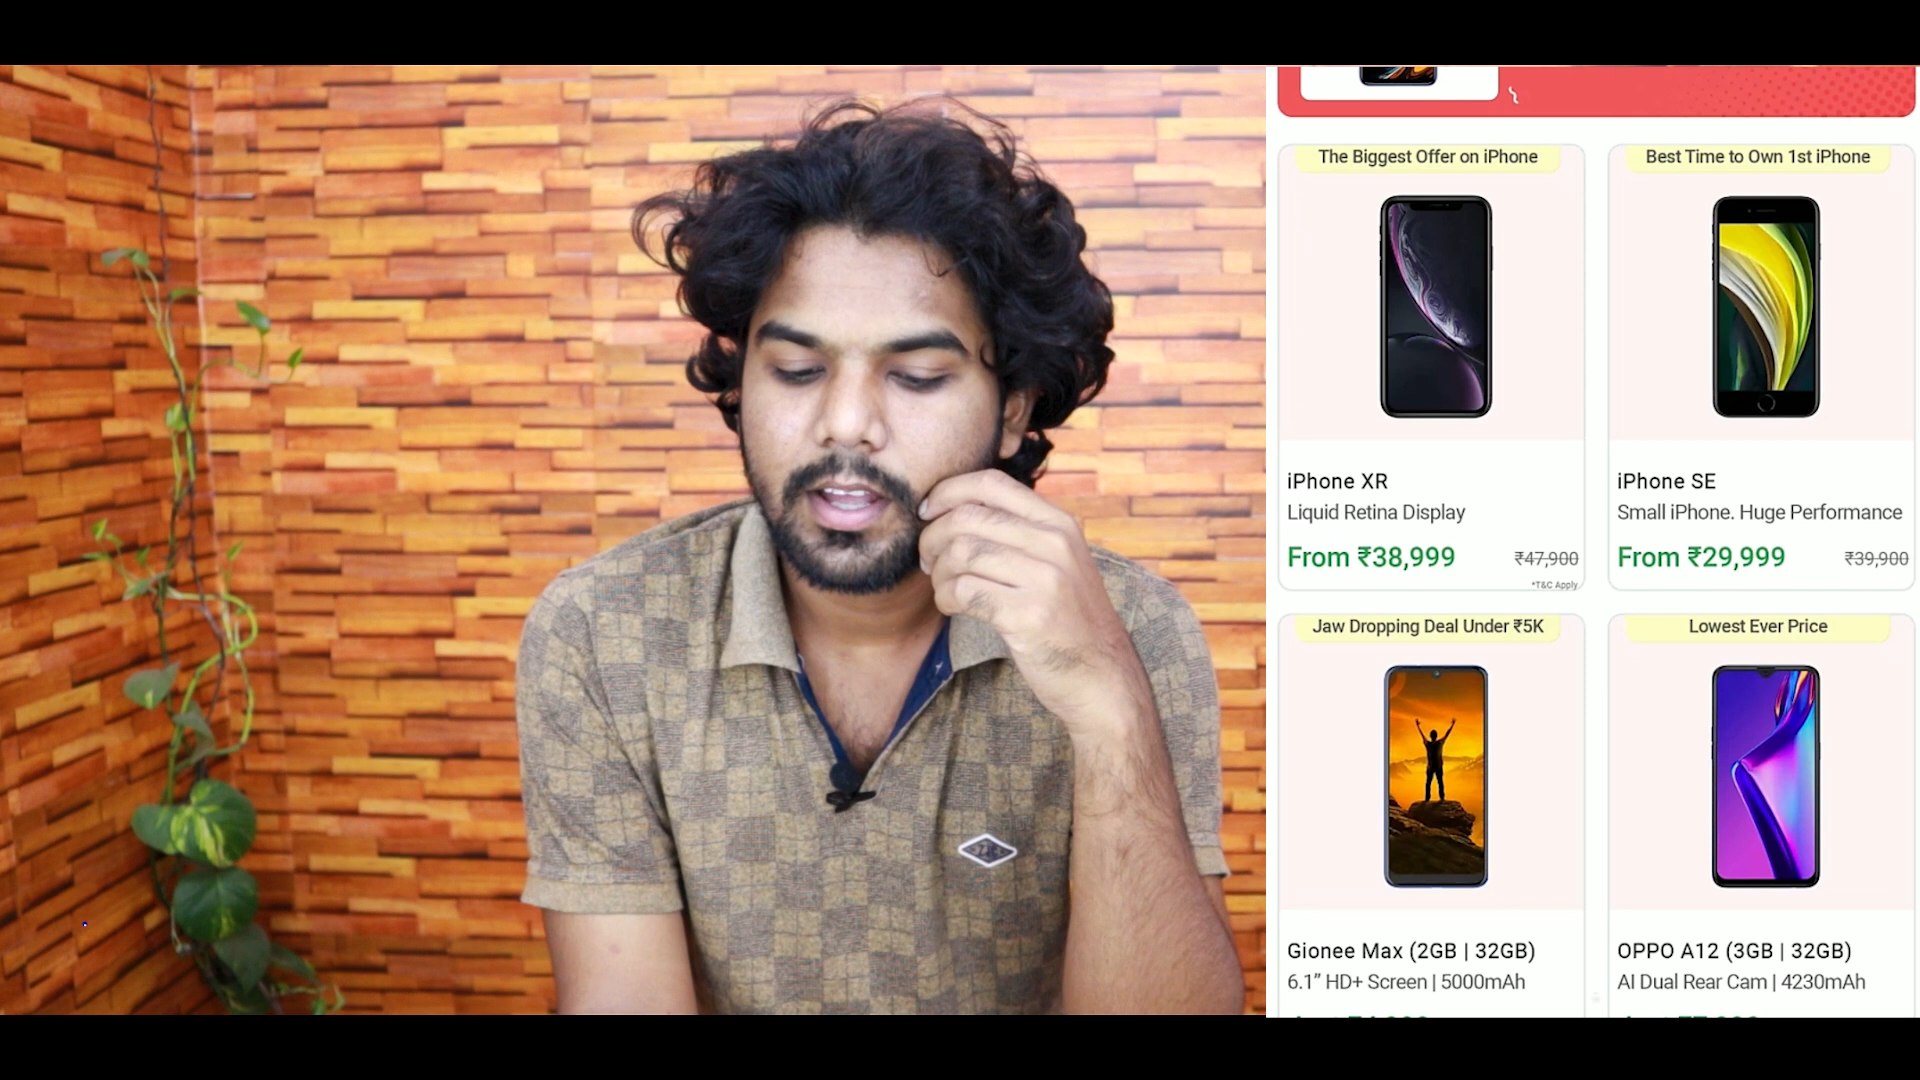 The Biggest Offer on iPhone
Best Time to Own 1st iPhone
iPhone XR
Liquid Retina Display
From ₹38,999 ₹47,900
*T&C Apply
iPhone SE
Small iPhone. Huge Performance
From ₹29,999 ₹39,900
Jaw Dropping Deal Under ₹5K
Lowest Ever Price
Gionee Max (2GB | 32GB)
6.1” HD+ Screen | 5000mAh
OPPO A12 (3GB | 32GB)
AI Dual Rear Cam | 4230mAh